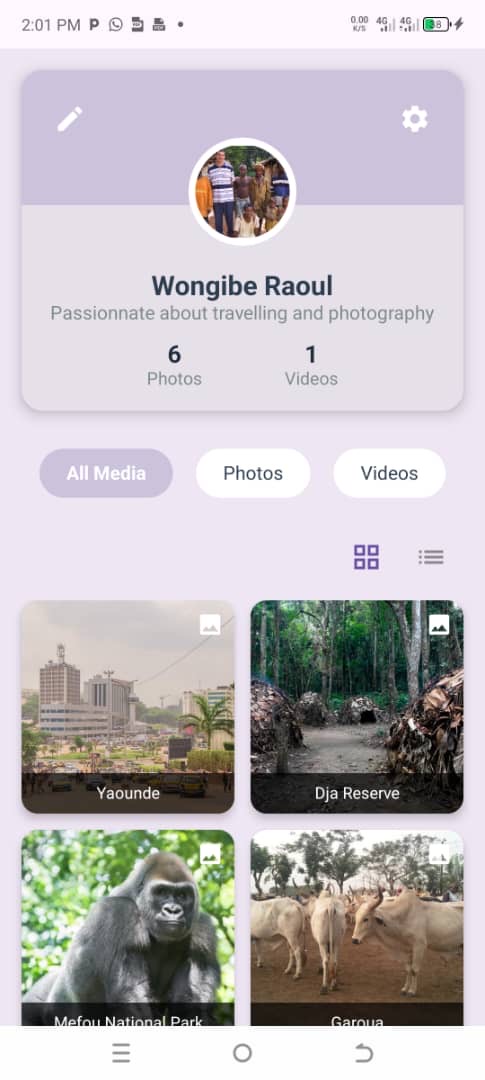 2:01 PM
0.00
K/S
4G
4G
38
Wongibe Raoul
Passionnate about travelling and photography
6
Photos
1
Videos
All Media
Photos
Videos
Yaounde
Dja Reserve
Mefou National Park
Garoua